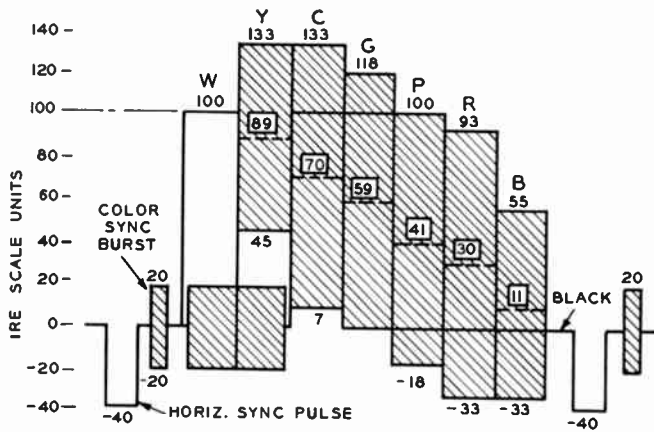 IRE SCALE UNITS
140
120
100
80
60
40
20
0
-20
-40
COLOR
SYNC
BURST
20
-20
-40
HORIZ. SYNC PULSE
W
100
Y
133
89
45
C
133
70
7
G
118
59
P
100
41
-18
R
93
30
-33
B
55
11
-33
BLACK
20
-40